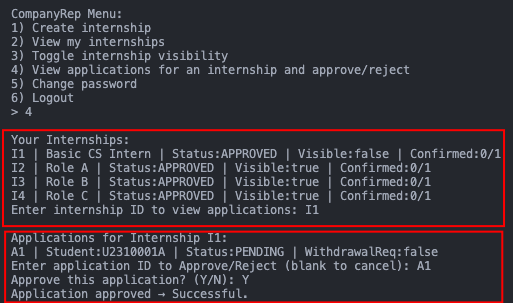 CompanyRep Menu:
1) Create internship
2) View my internships
3) Toggle internship visibility
4) View applications for an internship and approve/reject
5) Change password
6) Logout
> 4
Your Internships:
I1 | Basic CS Intern | Status:APPROVED | Visible:false | Confirmed:0/1
I2 | Role A | Status:APPROVED | Visible:true | Confirmed:0/1
I3 | Role B | Status:APPROVED | Visible:true | Confirmed:0/1
I4 | Role C | Status:APPROVED | Visible:true | Confirmed:0/1
Enter internship ID to view applications: I1
Applications for Internship I1:
A1 | Student:U2310001A | Status:PENDING | WithdrawalReq:false
Enter application ID to Approve/Reject (blank to cancel): A1
Approve this application? (Y/N): Y
Application approved → Successful.